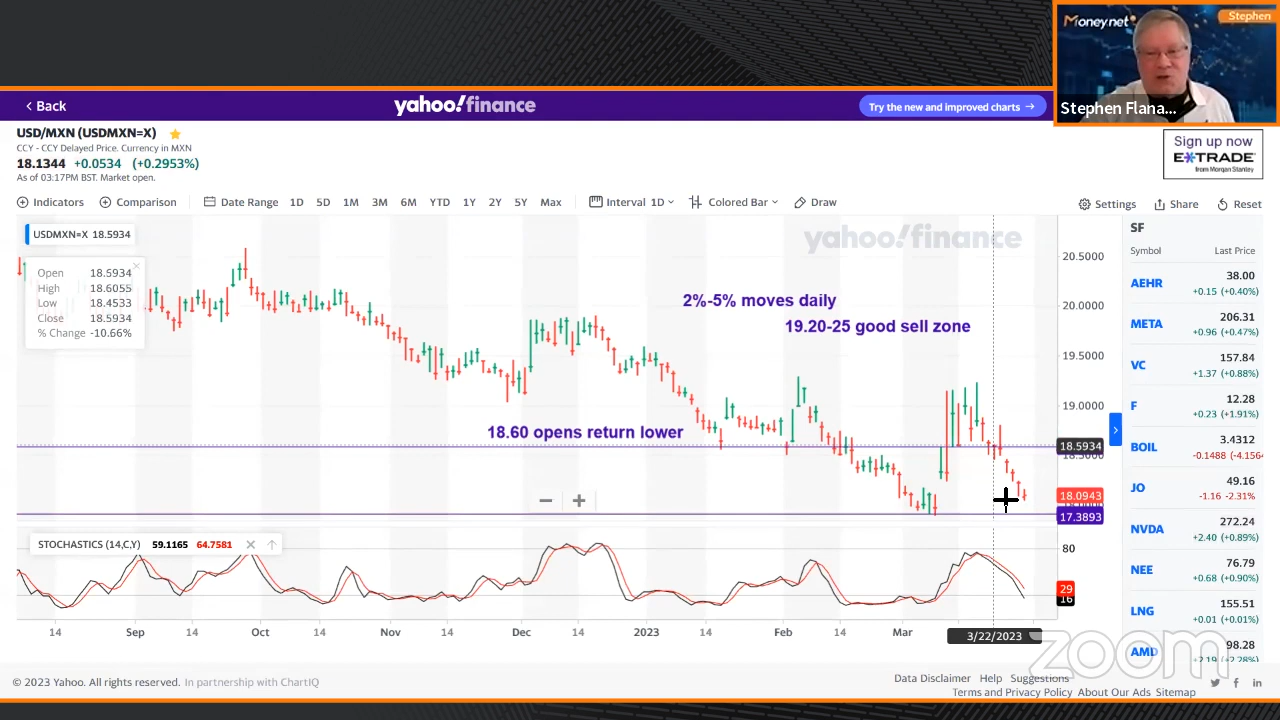 Money.net
Stephen
Stephen Flana...
Back
yahoo!finance
Try the new and improved charts →
USD/MXN (USDMXN=X)
CCY - CCY Delayed Price. Currency in MXN
18.1344 +0.0534 (+0.2953%)
As of 03:17PM BST. Market open.
Sign up now
E*TRADE
from Morgan Stanley
Indicators Comparison Date Range 1D 5D 1M 3M 6M YTD 1Y 2Y 5Y Max Interval 1D Colored Bar Draw
Settings Share Reset
USDMXN=X 18.5934
Open 18.5934
High 18.6055
Low 18.4533
Close 18.5934
% Change -10.66%
yahoo!finance
2%-5% moves daily
19.20-25 good sell zone
18.60 opens return lower
20.5000
20.0000
19.5000
19.0000
18.5934
18.0943
17.3893
STOCHASTICS (14,C,Y) 59.1165 64.7581
80
29
16
14 Sep 14 Oct 14 Nov 14 Dec 14 2023 14 Feb 14 Mar
3/22/2023
SF
Symbol Last Price
AEHR 38.00
+0.15 (+0.40%)
META 206.31
+0.96 (+0.47%)
VC 157.84
+1.37 (+0.88%)
F 12.28
+0.23 (+1.91%)
BOIL 3.4312
-0.1488 (-4.156
JO 49.16
-1.16 -2.31%
NVDA 272.24
+2.40 (+0.89%)
NEE 76.79
+0.68 (+0.90%)
LNG 155.51
+0.01 (+0.01%)
AMD 98.28
+2.19 (+2.28%)
zoom
© 2023 Yahoo. All rights reserved. In partnership with ChartIQ
Data Disclaimer Help Suggestions
Terms and Privacy Policy About Our Ads Sitemap